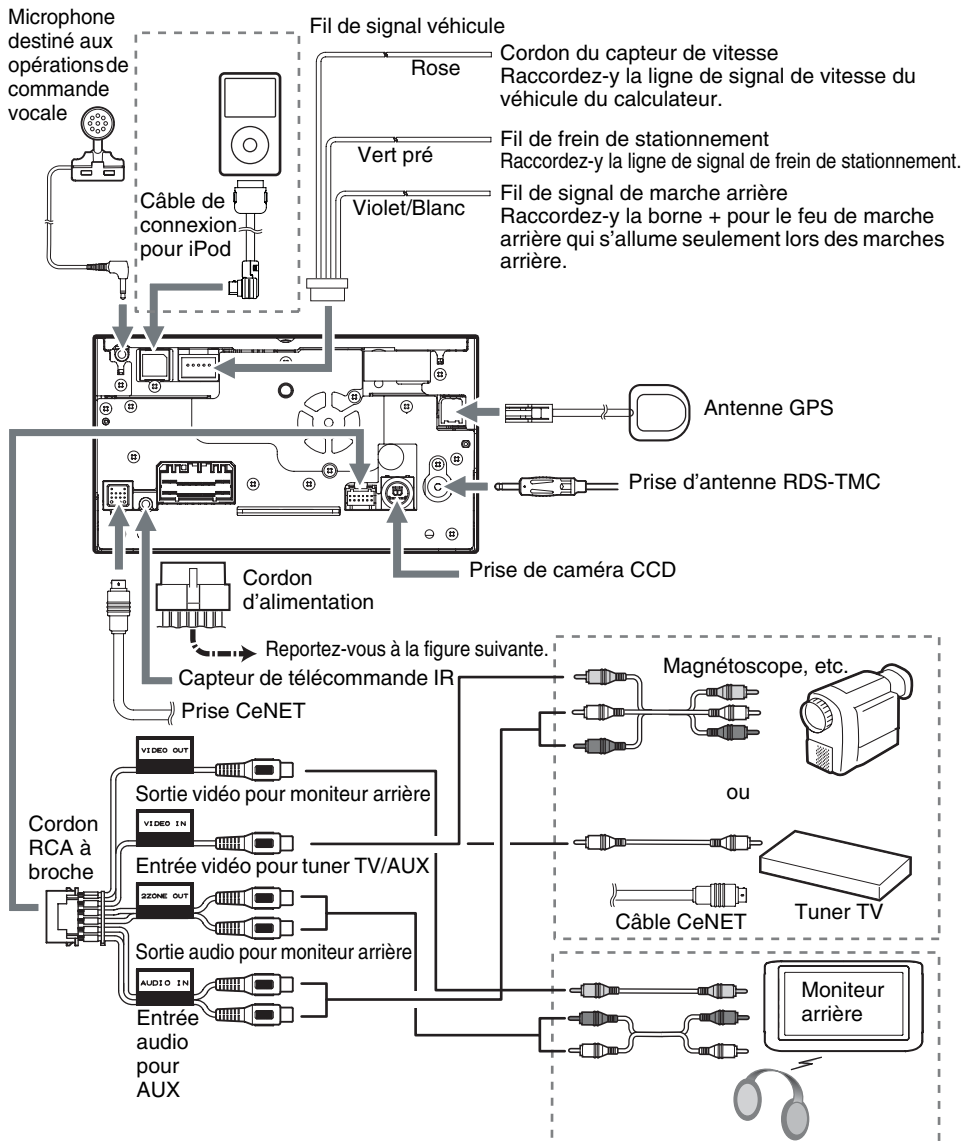 Microphone
destiné aux
opérations de
commande
vocale
Câble de
connexion
pour iPod
Fil de signal véhicule
Rose
Cordon du capteur de vitesse
Raccordez-y la ligne de signal de vitesse du
véhicule du calculateur.
Vert pré
Fil de frein de stationnement
Raccordez-y la ligne de signal de frein de stationnement.
Violet/Blanc
Fil de signal de marche arrière
Raccordez-y la borne + pour le feu de marche
arrière qui s'allume seulement lors des marches
arrière.
Antenne GPS
Prise d'antenne RDS-TMC
Prise de caméra CCD
Cordon
d'alimentation
Reportez-vous à la figure suivante.
Capteur de télécommande IR
Prise CeNET
VIDEO OUT
Sortie vidéo pour moniteur arrière
VIDEO IN
Entrée vidéo pour tuner TV/AUX
Cordon
RCA à
broche
2ZONE OUT
Sortie audio pour moniteur arrière
AUDIO IN
Entrée
audio
pour
AUX
Magnétoscope, etc.
ou
Câble CeNET
Tuner TV
Moniteur
arrière